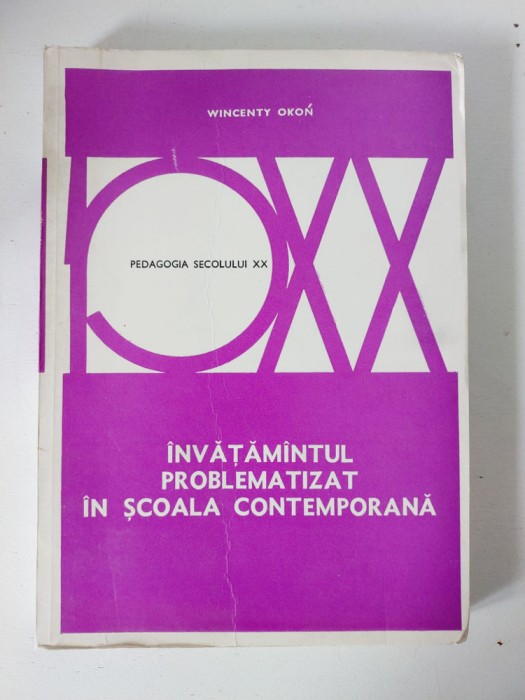 WINCENTY OKOŃ
PEDAGOGIA SECOLULUI XX
ÎNVĂȚĂMÎNTUL
PROBLEMATIZAT
ÎN ȘCOALA CONTEMPORANĂ